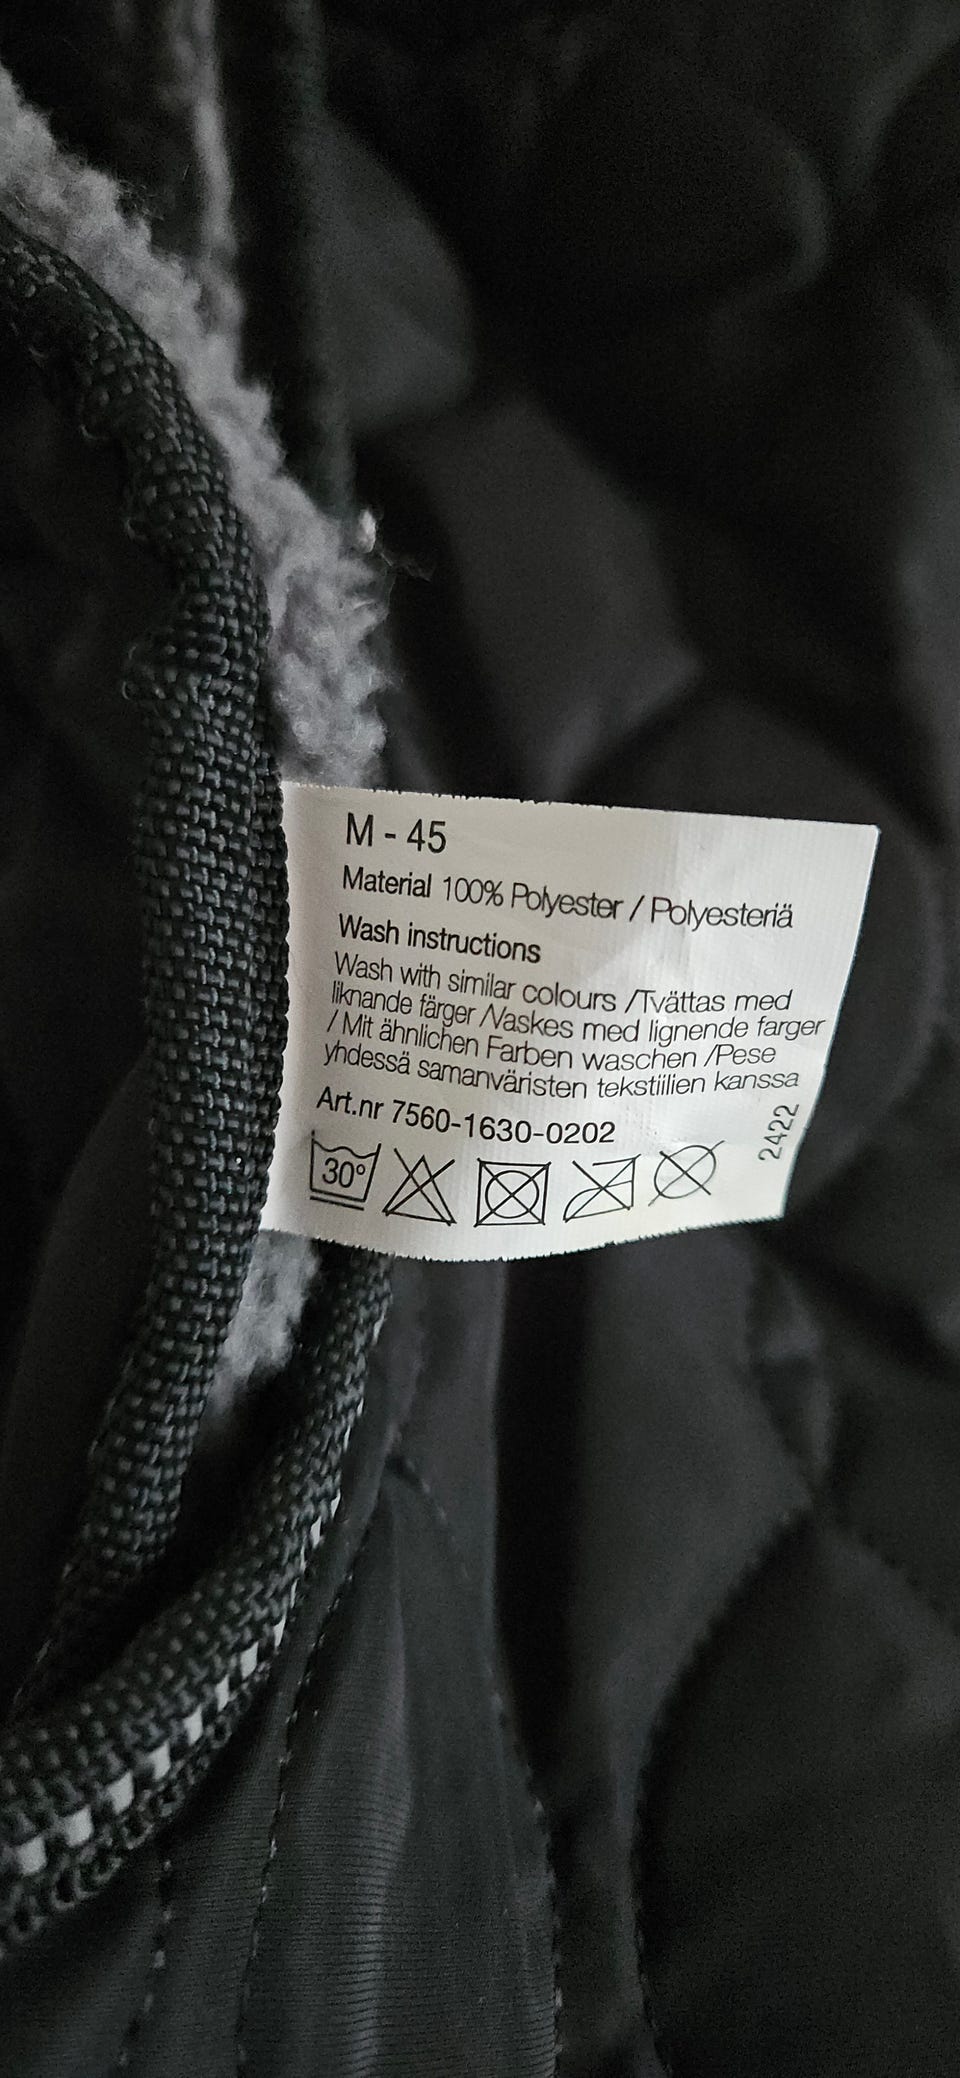 M - 45
Material 100% Polyester / Polyesteriä
Wash instructions
Wash with similar colours /Tvättas med
liknande färger /Vaskes med lignende farger
/ Mit ähnlichen Farben waschen /Pese
yhdessä samanväristen tekstiilien kanssa
Art.nr 7560-1630-0202
2422
30°